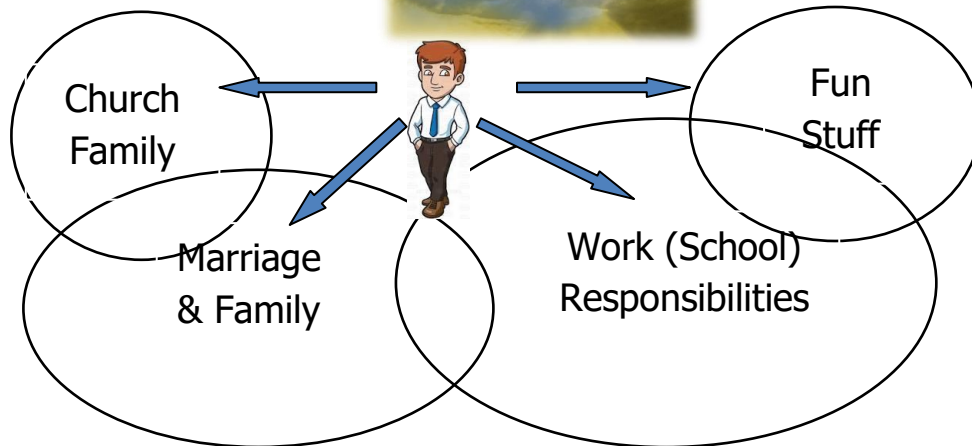 Church
Family
Fun
Stuff
Marriage
& Family
Work (School)
Responsibilities